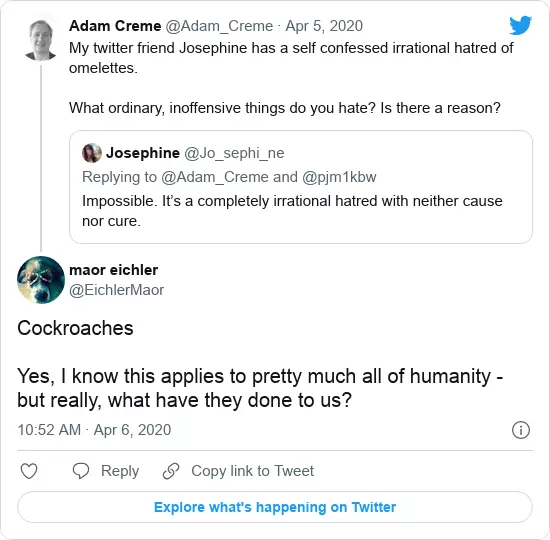 Adam Creme @Adam_Creme · Apr 5, 2020
My twitter friend Josephine has a self confessed irrational hatred of
omelettes.
What ordinary, inoffensive things do you hate? Is there a reason?
Josephine @Jo_sephi_ne
Replying to @Adam_Creme and @pjm1kbw
Impossible. It’s a completely irrational hatred with neither cause
nor cure.
maor eichler
@EichlerMaor
Cockroaches
Yes, I know this applies to pretty much all of humanity -
but really, what have they done to us?
10:52 AM · Apr 6, 2020
Reply Copy link to Tweet
Explore what's happening on Twitter